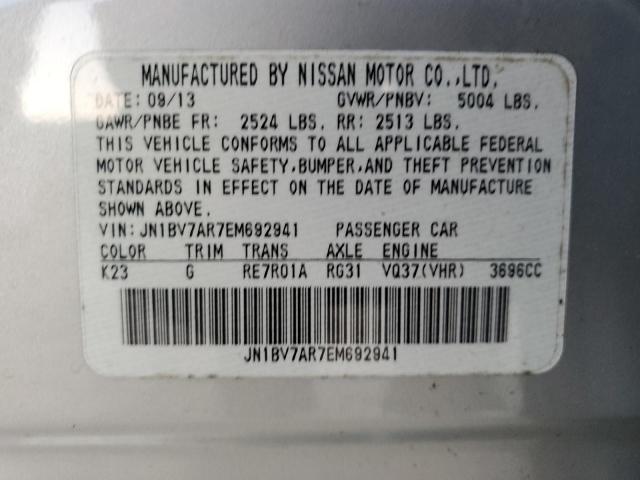 MANUFACTURED BY NISSAN MOTOR CO.,LTD.
DATE: 09/13 GVWR/PNBV: 5004 LBS.
GAWR/PNBE FR: 2524 LBS. RR: 2513 LBS.
THIS VEHICLE CONFORMS TO ALL APPLICABLE FEDERAL
MOTOR VEHICLE SAFETY,BUMPER,AND THEFT PREVENTION
STANDARDS IN EFFECT ON THE DATE OF MANUFACTURE
SHOWN ABOVE.
VIN: JN1BV7AR7EM692941 PASSENGER CAR
COLOR TRIM TRANS AXLE ENGINE
K23 G RE7R01A RG31 VQ37(VHR) 3696CC
JN1BV7AR7EM692941